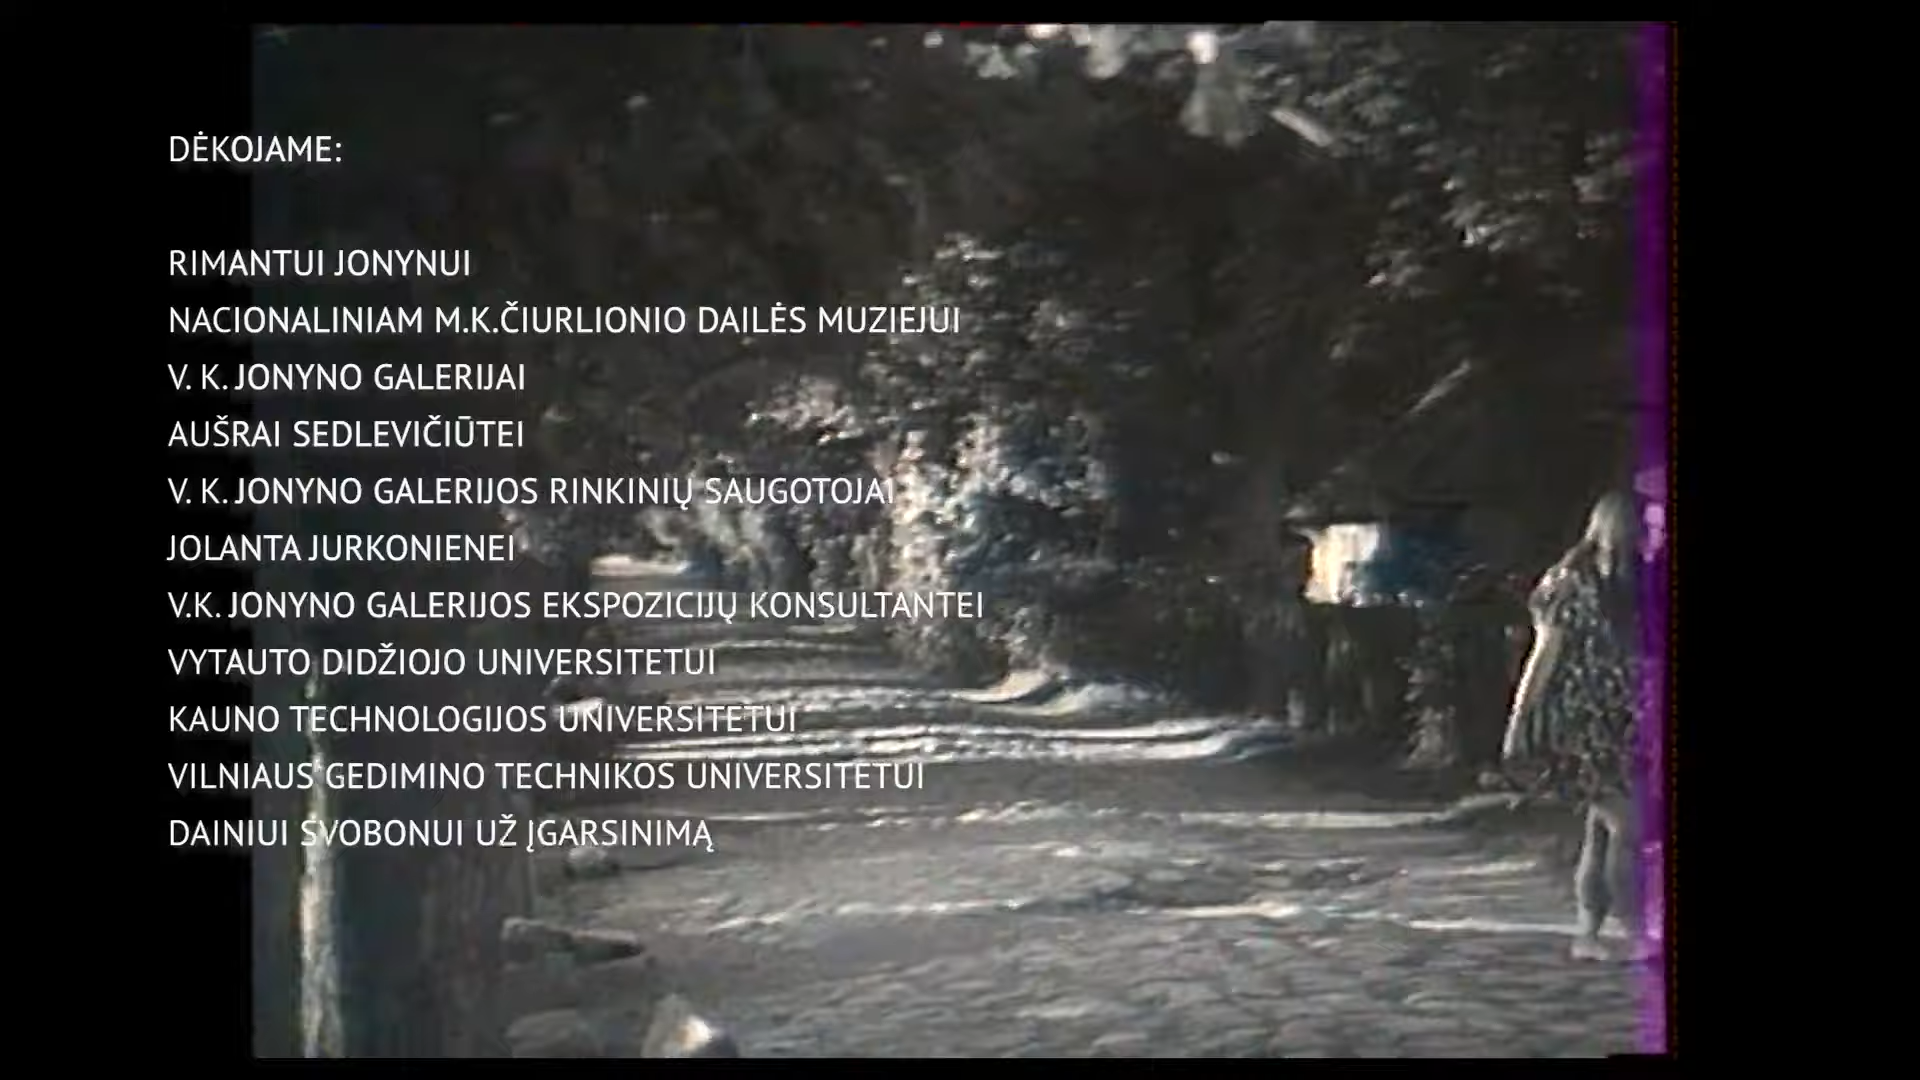 DĖKOJAME:
RIMANTUI JONYNUI
NACIONALINIAM M.K.ČIURLIONIO DAILĖS MUZIEJUI
V. K. JONYNO GALERIJAI
AUŠRAI SEDLEVIČIŪTEI
V. K. JONYNO GALERIJOS RINKINIŲ SAUGOTOJAI
JOLANTA JURKONIENEI
V.K. JONYNO GALERIJOS EKSPOZICIJŲ KONSULTANTEI
VYTAUTO DIDŽIOJO UNIVERSITETUI
KAUNO TECHNOLOGIJOS UNIVERSITETUI
VILNIAUS GEDIMINO TECHNIKOS UNIVERSITETUI
DAINIUI SVOBONUI UŽ ĮGARSINIMĄ